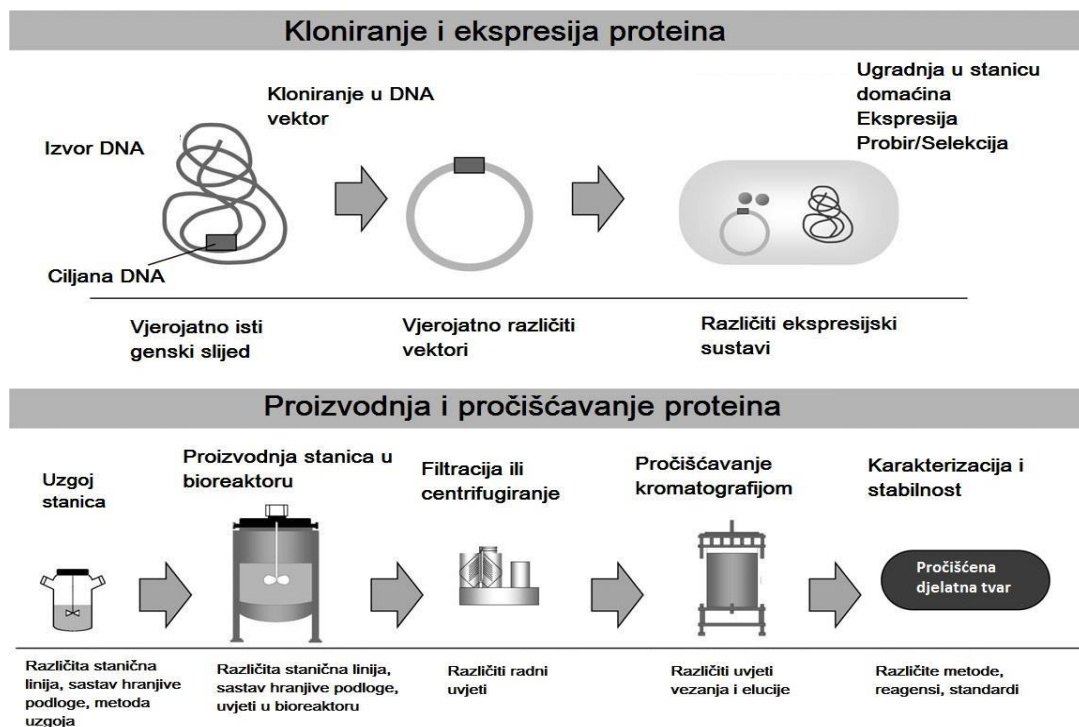 Kloniranje i ekspresija proteina
Izvor DNA
Ciljana DNA
Kloniranje u DNA
vektor
Ugradnja u stanicu
domaćina
Ekspresija
Probir/Selekcija
Vjerojatno isti
genski slijed
Vjerojatno različiti
vektori
Različiti ekspresijski
sustavi
Proizvodnja i pročišćavanje proteina
Uzgoj
stanica
Proizvodnja stanica u
bioreaktoru
Filtracija ili
centrifugiranje
Pročišćavanje
kromatografijom
Karakterizacija i
stabilnost
Pročišćena
djelatna tvar
Različita stanična
linija, sastav hranjive
podloge, metoda
uzgoja
Različita stanična linija,
sastav hranjive podloge,
uvjeti u bioreaktoru
Različiti radni
uvjeti
Različiti uvjeti
vezanja i elucije
Različite metode,
reagensi, standardi